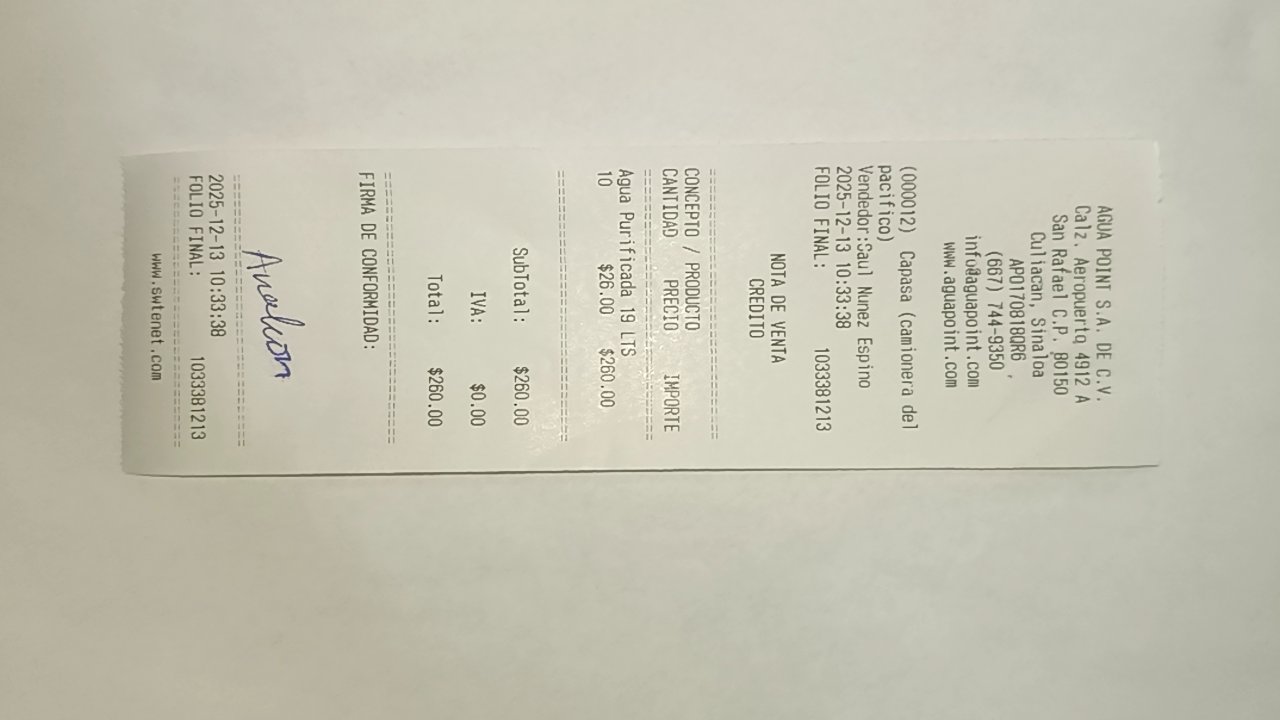 AGUA POINT S.A. DE C.V.
Calz. Aeropuerto 4912 A
San Rafael C.P. 80150
Culiacan, Sinaloa
APO170818QR6 ,
(667) 744-9350
info@aguapoint.com
www.aguapoint.com
(000012) Capasa (camionera del
pacifico)
Vendedor:Saul Nunez Espino
2025-12-13 10:33:38
FOLIO FINAL: 1033381213
NOTA DE VENTA
CREDITO
CONCEPTO / PRODUCTO
CANTIDAD PRECIO IMPORTE
Agua Purificada 19 LTS
10 $26.00 $260.00
SubTotal: $260.00
IVA: $0.00
Total: $260.00
FIRMA DE CONFORMIDAD:
2025-12-13 10:33:38
FOLIO FINAL: 1033381213
www.swtenet.com